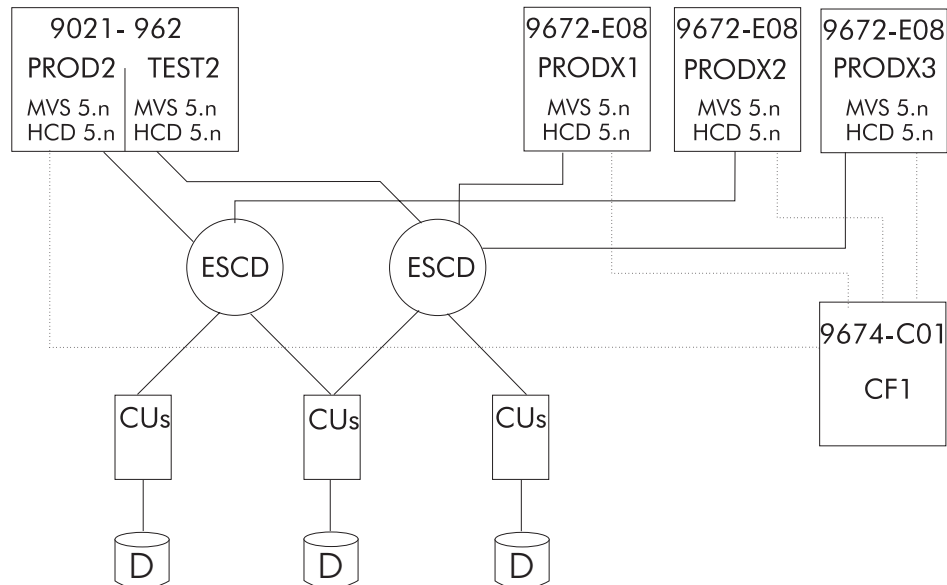 9021- 962
PROD2 TEST2
MVS 5.n MVS 5.n
HCD 5.n HCD 5.n
9672-E08
PRODX1
MVS 5.n
HCD 5.n
9672-E08
PRODX2
MVS 5.n
HCD 5.n
9672-E08
PRODX3
MVS 5.n
HCD 5.n
ESCD
ESCD
9674-C01
CF1
CUs
CUs
CUs
D
D
D